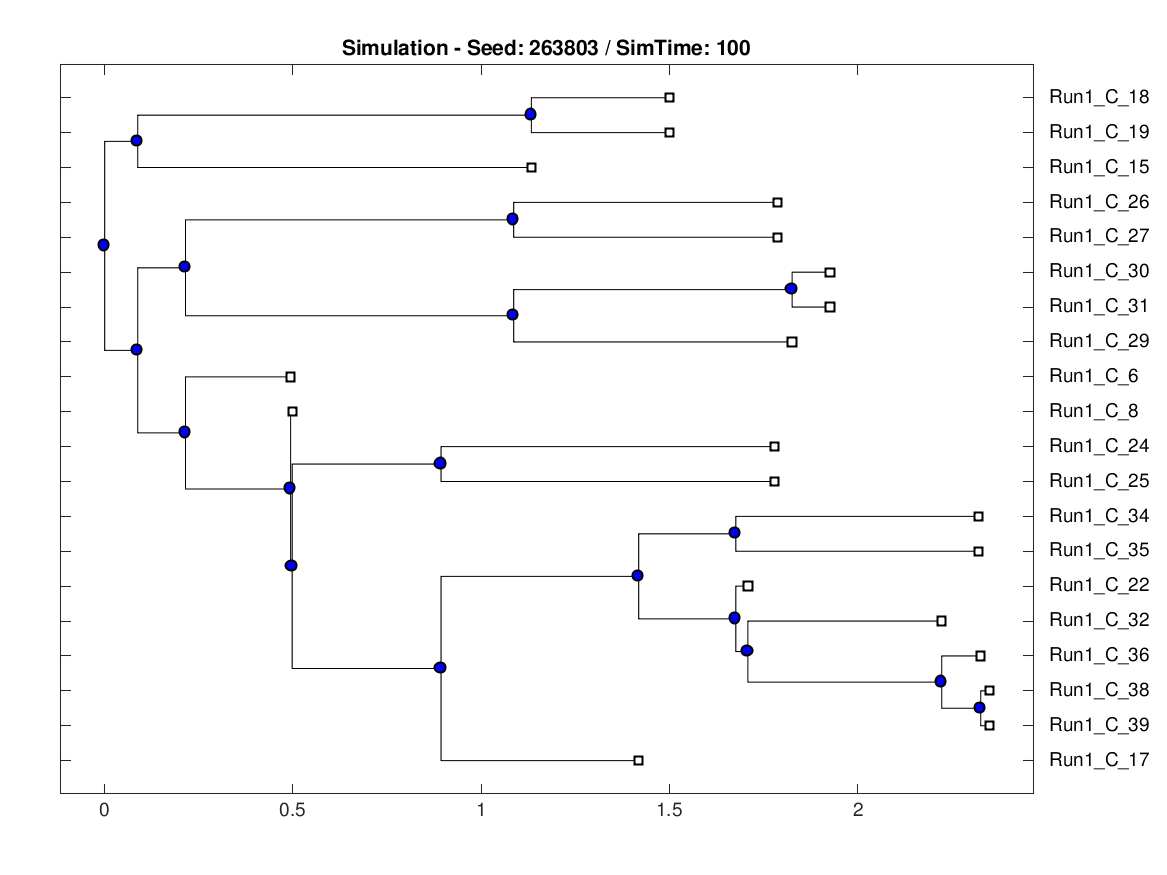 Simulation - Seed: 263803 / SimTime: 100
Run1_C_18
Run1_C_19
Run1_C_15
Run1_C_26
Run1_C_27
Run1_C_30
Run1_C_31
Run1_C_29
Run1_C_6
Run1_C_8
Run1_C_24
Run1_C_25
Run1_C_34
Run1_C_35
Run1_C_22
Run1_C_32
Run1_C_36
Run1_C_38
Run1_C_39
Run1_C_17
0 0.5 1 1.5 2